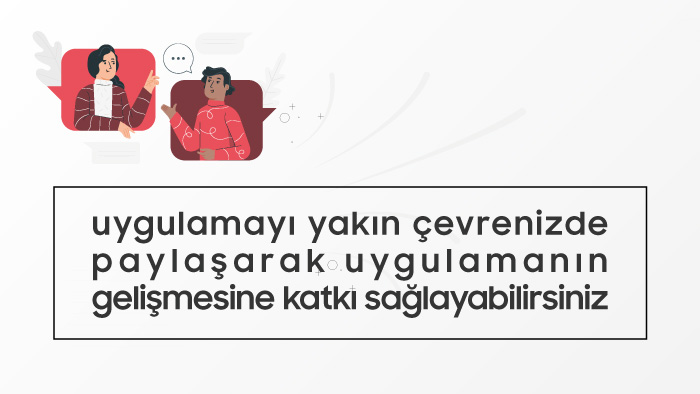 uygulamayı yakın çevrenizde
paylaşarak uygulamanın
gelişmesine katkı sağlayabilirsiniz